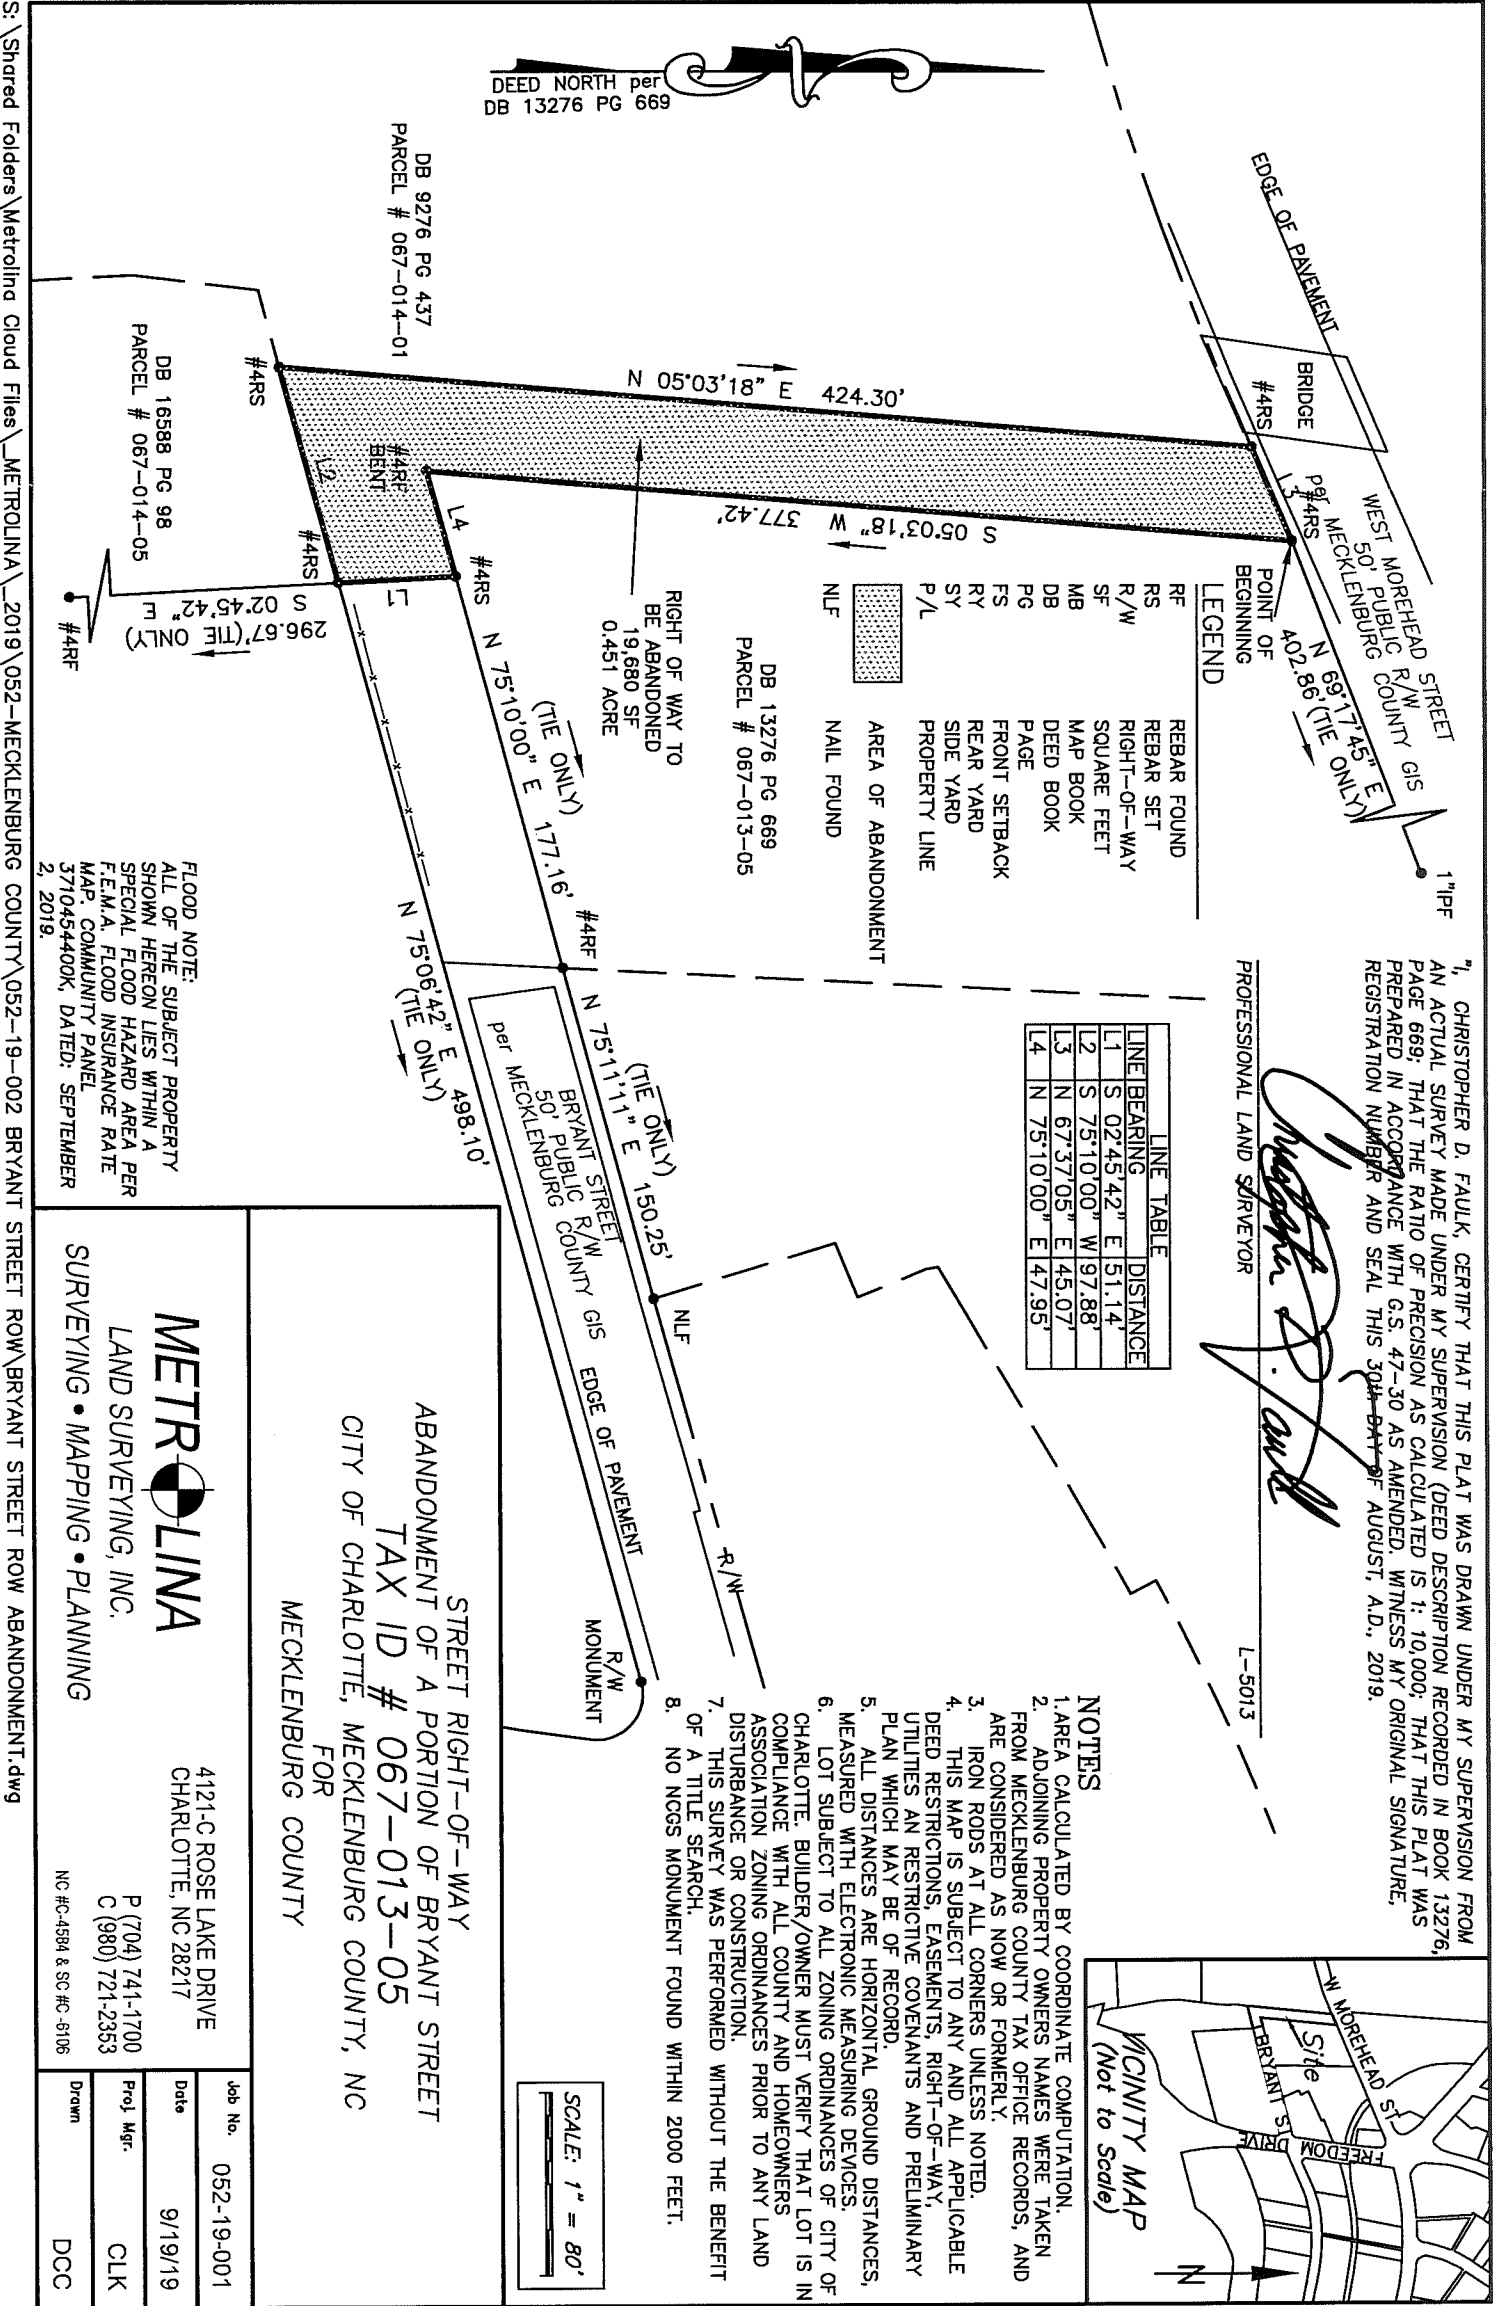 "I, CHRISTOPHER D. FAULK, CERTIFY THAT THIS PLAT WAS DRAWN UNDER MY SUPERVISION FROM
AN ACTUAL SURVEY MADE UNDER MY SUPERVISION (DEED DESCRIPTION RECORDED IN BOOK 13276,
PAGE 669; THAT THE RATIO OF PRECISION AS CALCULATED IS 1: 10,000; THAT THIS PLAT WAS
PREPARED IN ACCORDANCE WITH G.S. 47-30 AS AMENDED. WITNESS MY ORIGINAL SIGNATURE,
REGISTRATION NUMBER AND SEAL THIS 30th DAY OF AUGUST, A.D., 2019.
Christopher D. Faulk
PROFESSIONAL LAND SURVEYOR
L-5013
W MOREHEAD ST.
Site
BRYANT ST
FREEDOM DRIVE
VICINITY MAP
(Not to Scale)
N
EDGE OF PAVEMENT
BRIDGE
#4RS
#4RS
L3
WEST MOREHEAD STREET
50' PUBLIC R/W
per MECKLENBURG COUNTY GIS
N 69°17'45" E
402.86'(TIE ONLY)
1"IPF
POINT OF
BEGINNING
DEED NORTH per
DB 13276 PG 669
LEGEND
RF REBAR FOUND
RS REBAR SET
R/W RIGHT-OF-WAY
SF SQUARE FEET
MB MAP BOOK
DB DEED BOOK
PG PAGE
FS FRONT SETBACK
RY REAR YARD
SY SIDE YARD
P/L PROPERTY LINE
AREA OF ABANDONMENT
NLF NAIL FOUND
LINE TABLE
LINE BEARING DISTANCE
L1 S 02°45'42" E 51.14'
L2 S 75°10'00" W 97.88'
L3 N 67°37'05" E 45.07'
L4 N 75°10'00" E 47.95'
NOTES
1. AREA CALCULATED BY COORDINATE COMPUTATION.
2. ADJOINING PROPERTY OWNERS NAMES WERE TAKEN
FROM MECKLENBURG COUNTY TAX OFFICE RECORDS, AND
ARE CONSIDERED AS NOW OR FORMERLY.
3. IRON RODS AT ALL CORNERS UNLESS NOTED.
4. THIS MAP IS SUBJECT TO ANY AND ALL APPLICABLE
DEED RESTRICTIONS, EASEMENTS, RIGHT-OF-WAY,
UTILITIES AN RESTRICTIVE COVENANTS AND PRELIMINARY
PLAN WHICH MAY BE OF RECORD.
5. ALL DISTANCES ARE HORIZONTAL GROUND DISTANCES,
MEASURED WITH ELECTRONIC MEASURING DEVICES.
6. LOT SUBJECT TO ALL ZONING ORDINANCES OF CITY OF
CHARLOTTE. BUILDER/OWNER MUST VERIFY THAT LOT IS IN
COMPLIANCE WITH ALL COUNTY AND HOMEOWNERS
ASSOCIATION ZONING ORDINANCES PRIOR TO ANY LAND
DISTURBANCE OR CONSTRUCTION.
7. THIS SURVEY WAS PERFORMED WITHOUT THE BENEFIT
OF A TITLE SEARCH.
8. NO NCGS MONUMENT FOUND WITHIN 2000 FEET.
N 05°03'18" E 424.30'
S 05°03'18" W 377.42'
DB 13276 PG 669
PARCEL # 067-013-05
RIGHT OF WAY TO
BE ABANDONED
19,680 SF
0.451 ACRE
DB 9276 PG 437
PARCEL # 067-014-01
#4RF
BENT
L4
#4RS
(TIE ONLY)
N 75°10'00" E 177.16'
#4RF
(TIE ONLY)
N 75°11'11" E 150.25'
NLF
R/W
BRYANT STREET
50' PUBLIC R/W
per MECKLENBURG COUNTY GIS
EDGE OF PAVEMENT
R/W
MONUMENT
N 75°06'42" E 498.10'
(TIE ONLY)
#4RS
L2
#4RS
L1
DB 16588 PG 98
PARCEL # 067-014-05
S 02°45'42" E
296.67'(TIE ONLY)
#4RF
FLOOD NOTE:
ALL OF THE SUBJECT PROPERTY
SHOWN HEREON LIES WITHIN A
SPECIAL FLOOD HAZARD AREA PER
F.E.M.A. FLOOD INSURANCE RATE
MAP. COMMUNITY PANEL
3710454400K, DATED: SEPTEMBER
2, 2019.
SCALE: 1" = 80'
STREET RIGHT-OF-WAY
ABANDONMENT OF A PORTION OF BRYANT STREET
TAX ID # 067-013-05
CITY OF CHARLOTTE, MECKLENBURG COUNTY, NC
FOR
MECKLENBURG COUNTY
METROLINA
LAND SURVEYING, INC.
SURVEYING • MAPPING • PLANNING
4121-C ROSE LAKE DRIVE
CHARLOTTE, NC 28217
P (704) 741-1700
C (980) 721-2353
NC #C-4584 & SC #C-6106
Job No. 052-19-001
Date 9/19/19
Proj. Mgr. CLK
Drawn DCC
S:\Shared Folders\Metrolina Cloud Files\_METROLINA\_2019\052-MECKLENBURG COUNTY\052-19-002 BRYANT STREET ROW\BRYANT STREET ROW ABANDONMENT.dwg